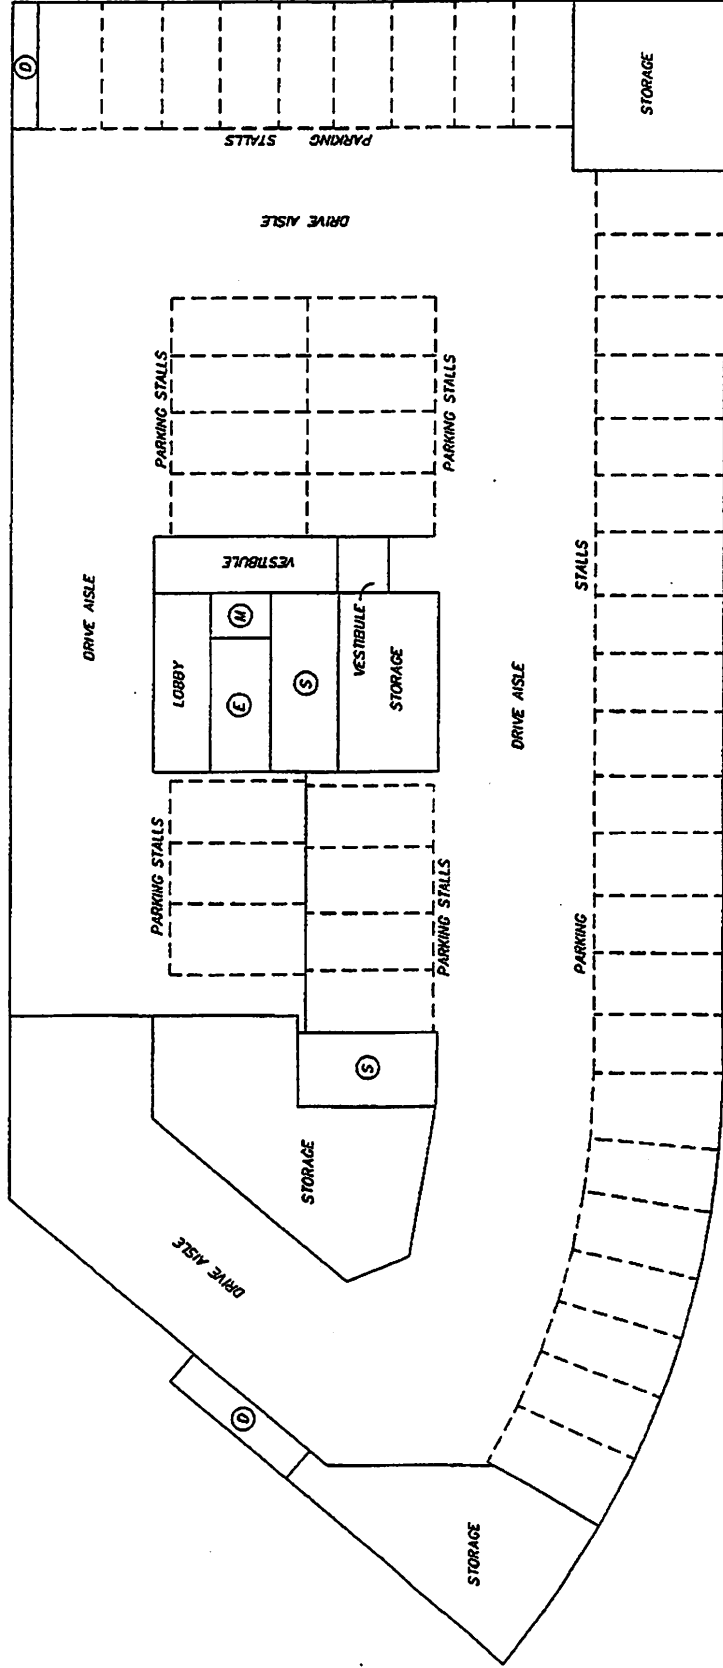 D
STORAGE
PARKING STALLS
DRIVE AISLE
PARKING STALLS
PARKING STALLS
VESTIBULE
DRIVE AISLE
LOBBY
M
E
S
VESTIBULE
STORAGE
STALLS
DRIVE AISLE
PARKING STALLS
PARKING STALLS
PARKING
S
STORAGE
DRIVE AISLE
D
STORAGE